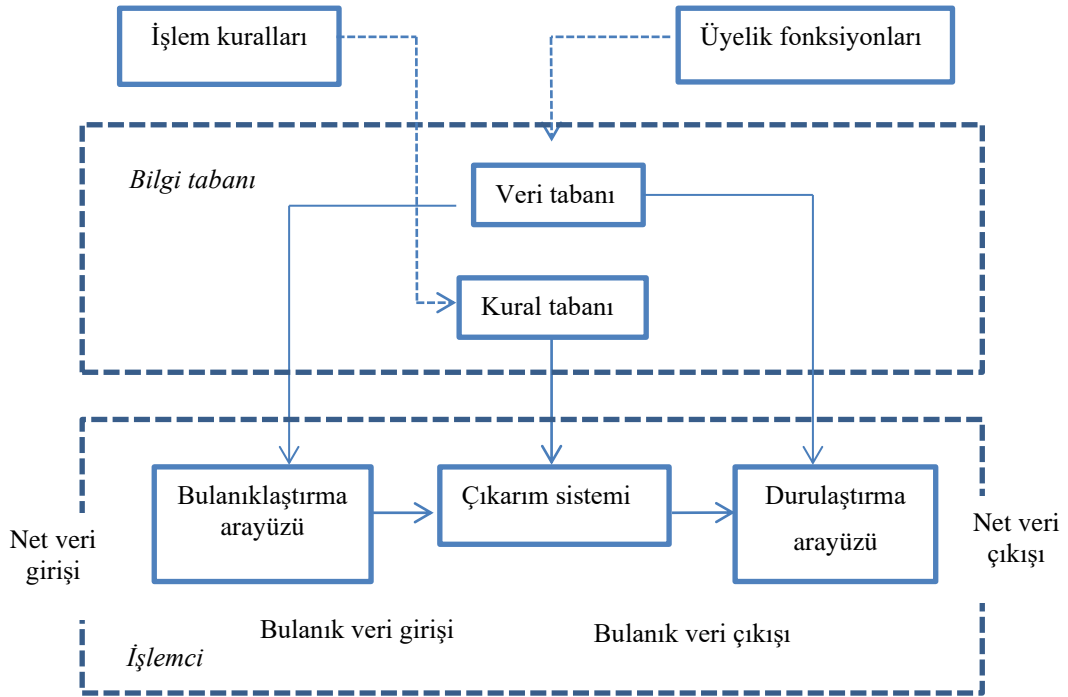 İşlem kuralları
Üyelik fonksiyonları
Bilgi tabanı
Veri tabanı
Kural tabanı
Bulanıklaştırma
arayüzü
Çıkarım sistemi
Durulaştırma
arayüzü
Net veri
girişi
Net veri
çıkışı
Bulanık veri girişi
Bulanık veri çıkışı
İşlemci